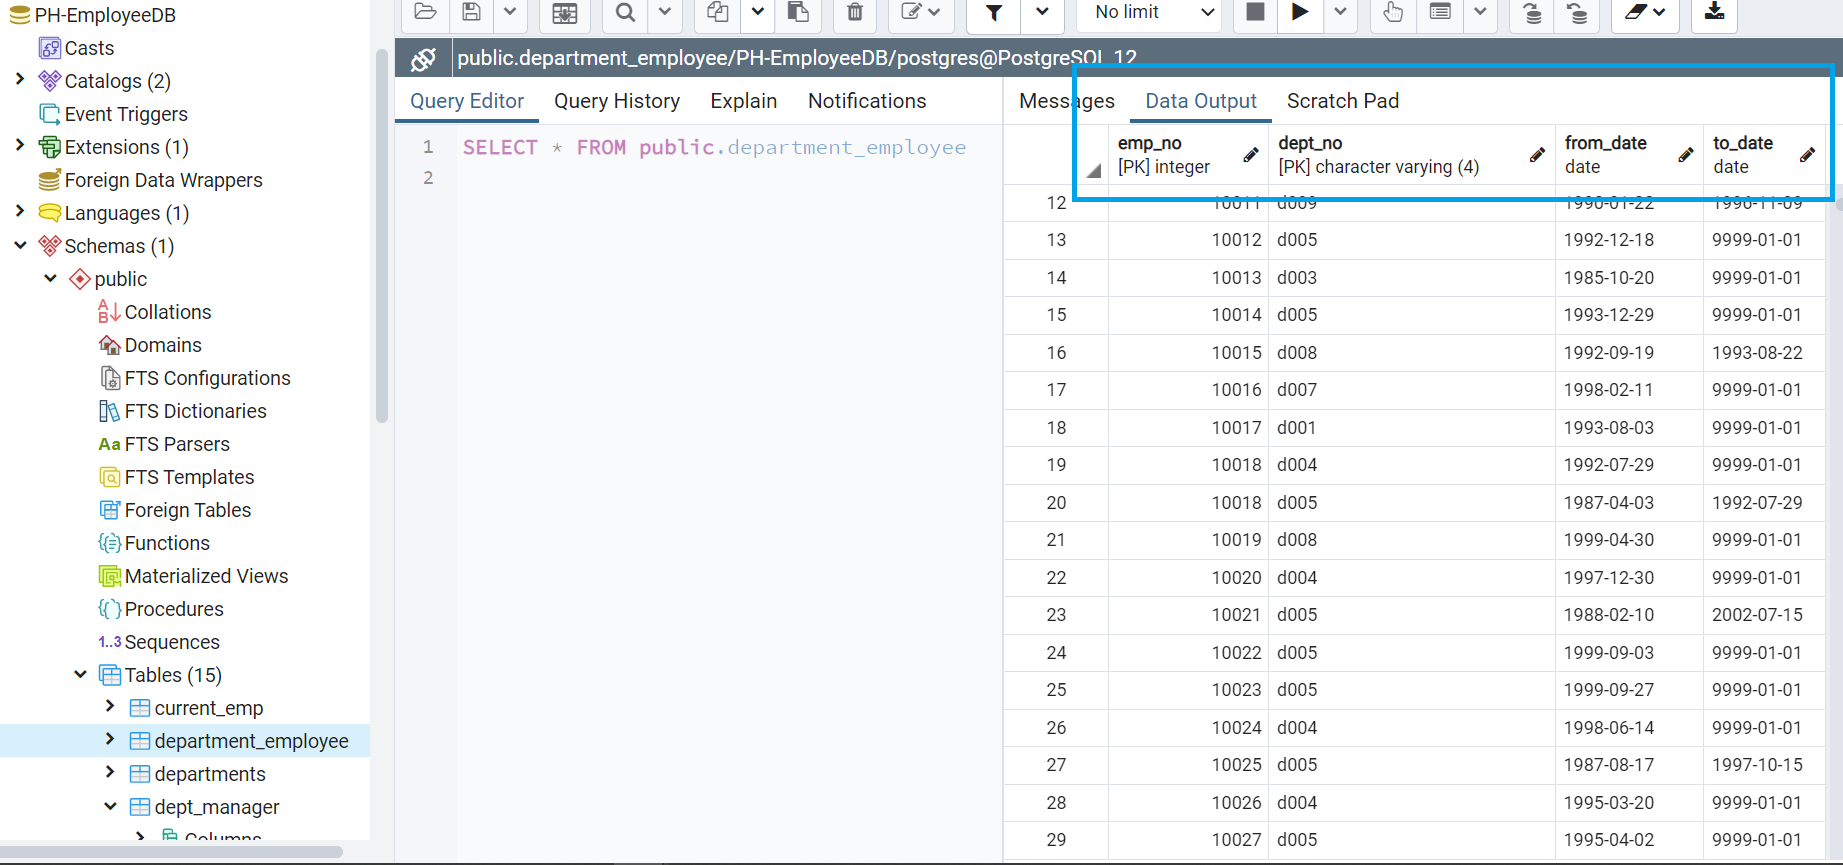 PH-EmployeeDB
Casts
Catalogs (2)
Event Triggers
Extensions (1)
Foreign Data Wrappers
Languages (1)
Schemas (1)
public
Collations
Domains
FTS Configurations
FTS Dictionaries
Aa FTS Parsers
FTS Templates
Foreign Tables
Functions
Materialized Views
Procedures
1..3 Sequences
Tables (15)
current_emp
department_employee
departments
dept_manager
Columns
No limit
public.department_employee/PH-EmployeeDB/postgres@PostgreSQL 12
Query Editor Query History Explain Notifications
1 SELECT * FROM public.department_employee
2
Messages Data Output Scratch Pad
emp_no dept_no from_date to_date
[PK] integer [PK] character varying (4) date date
12 10011 d009 1990-01-22 1996-11-09
13 10012 d005 1992-12-18 9999-01-01
14 10013 d003 1985-10-20 9999-01-01
15 10014 d005 1993-12-29 9999-01-01
16 10015 d008 1992-09-19 1993-08-22
17 10016 d007 1998-02-11 9999-01-01
18 10017 d001 1993-08-03 9999-01-01
19 10018 d004 1992-07-29 9999-01-01
20 10018 d005 1987-04-03 1992-07-29
21 10019 d008 1999-04-30 9999-01-01
22 10020 d004 1997-12-30 9999-01-01
23 10021 d005 1988-02-10 2002-07-15
24 10022 d005 1999-09-03 9999-01-01
25 10023 d005 1999-09-27 9999-01-01
26 10024 d004 1998-06-14 9999-01-01
27 10025 d005 1987-08-17 1997-10-15
28 10026 d004 1995-03-20 9999-01-01
29 10027 d005 1995-04-02 9999-01-01